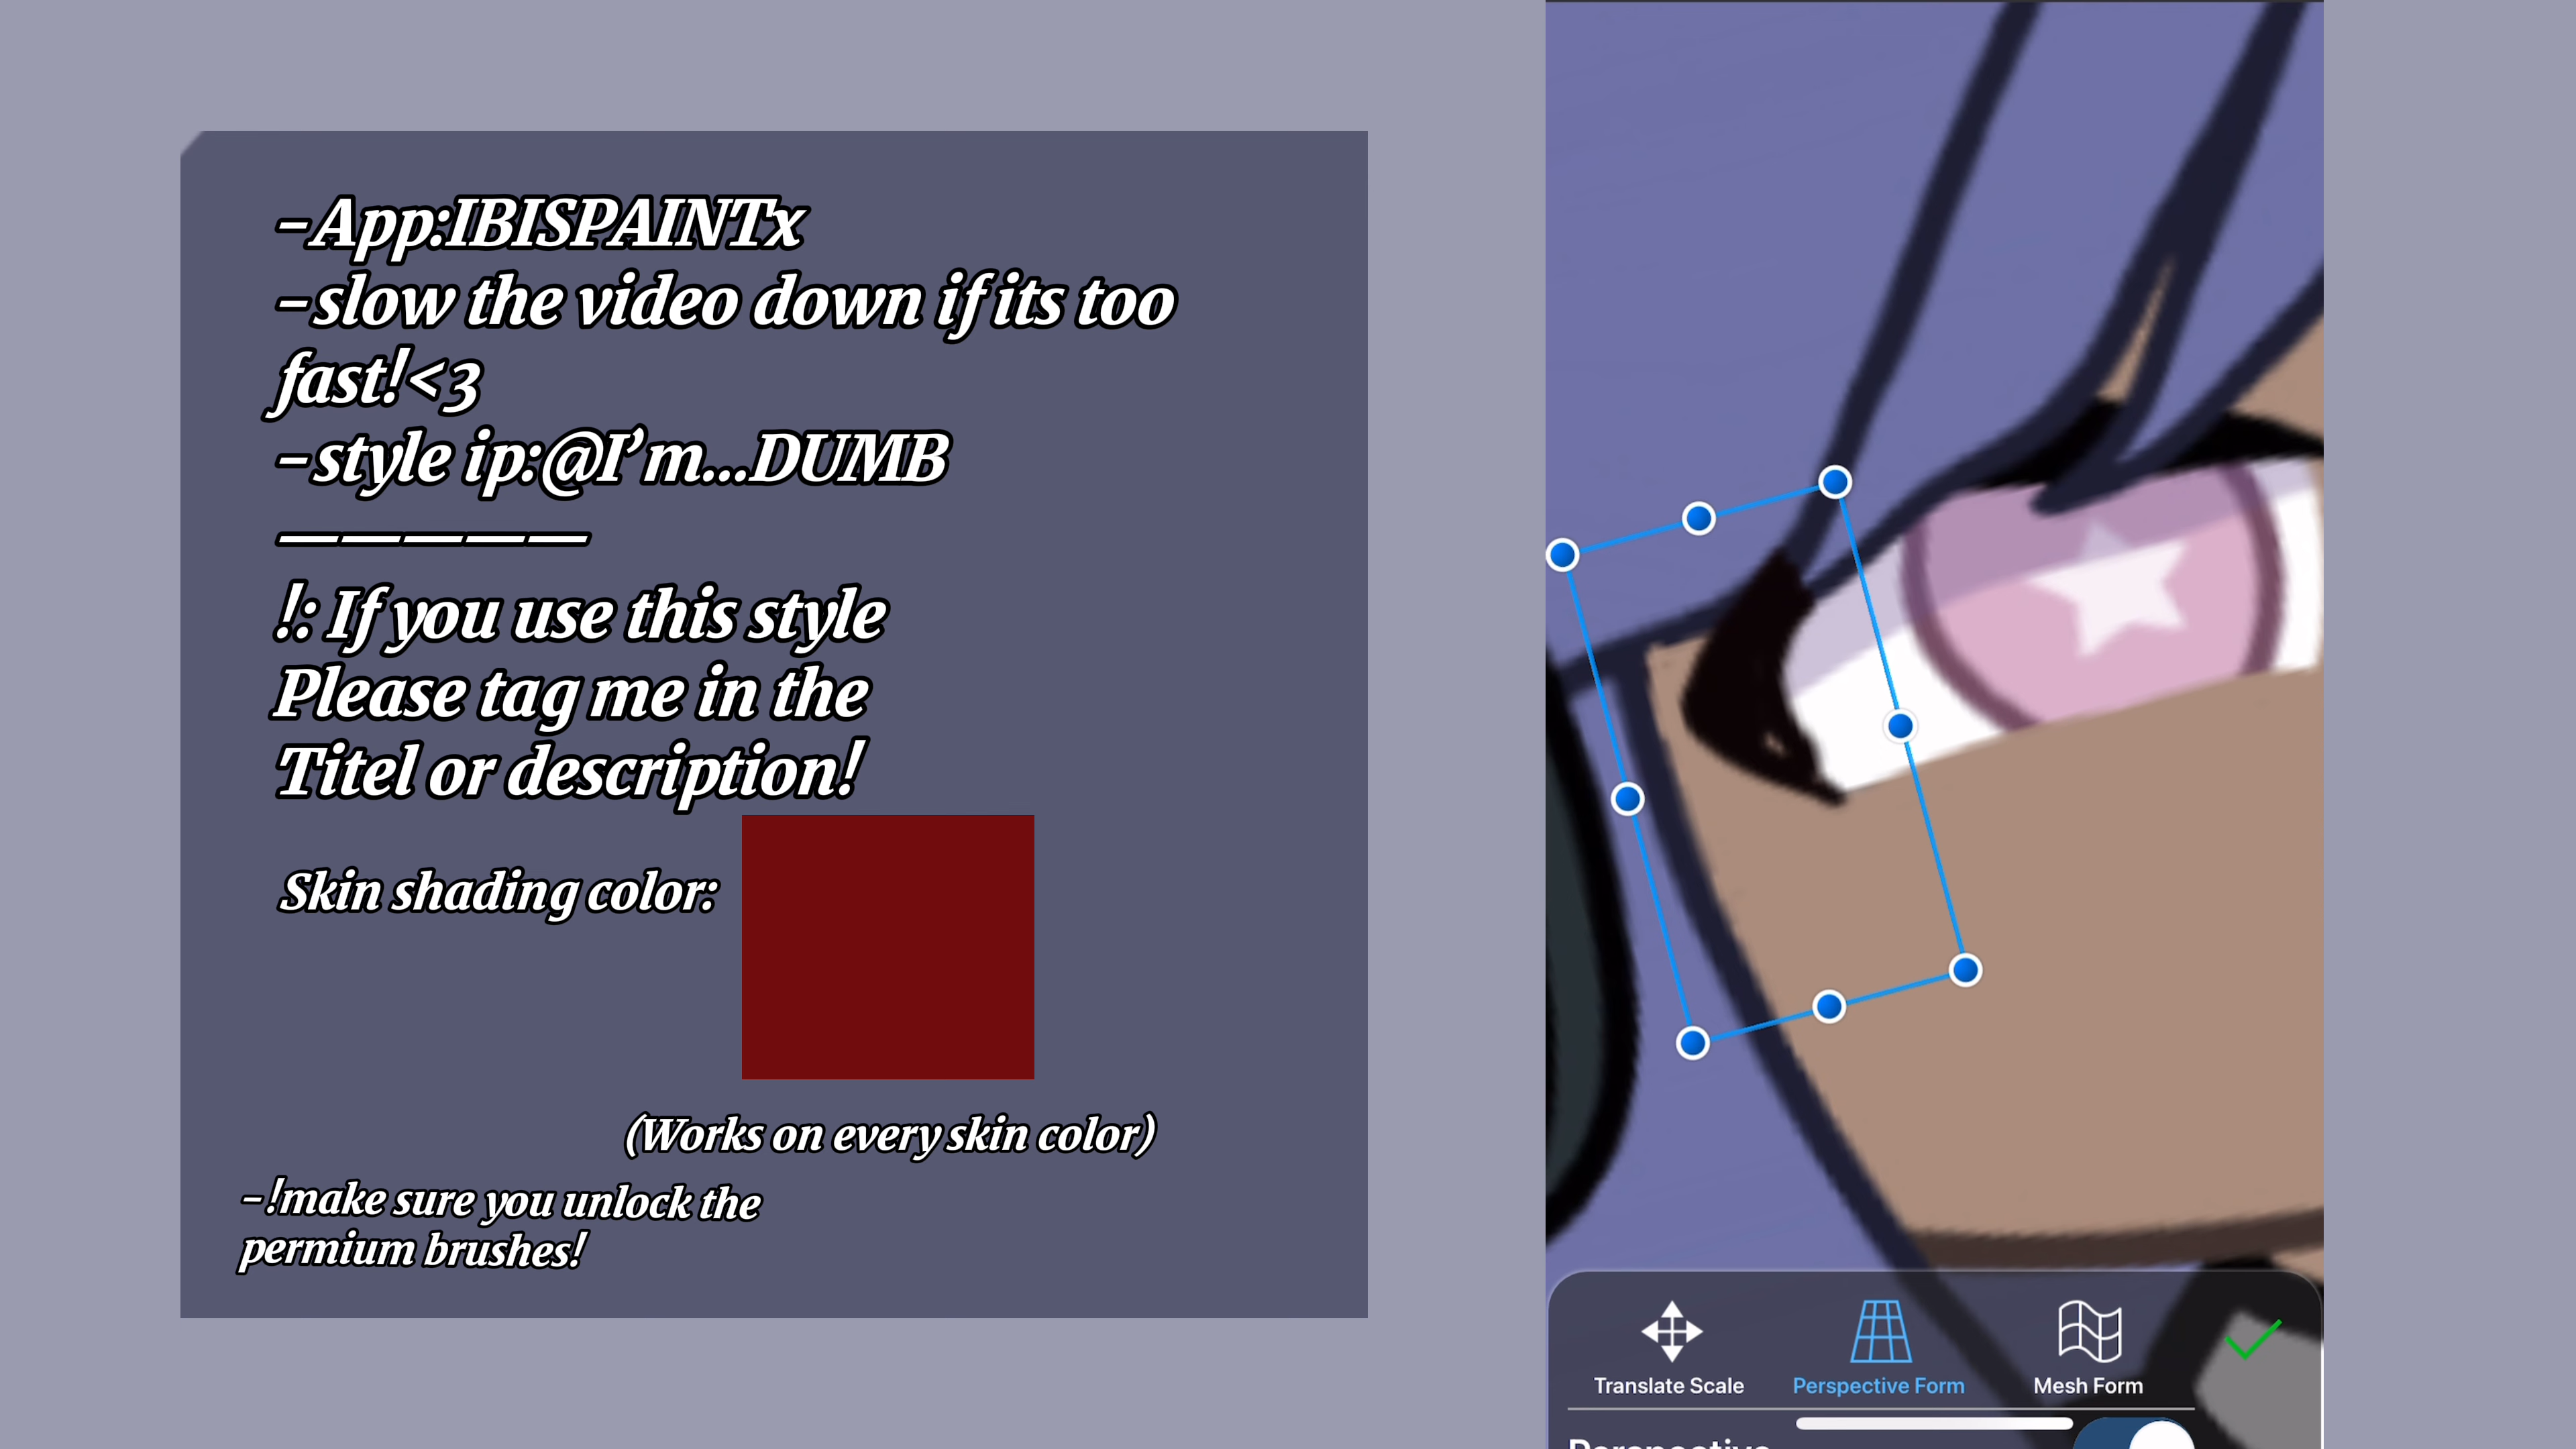 -App:IBISPAINTx
-slow the video down if its too
fast!<3
-style ip:@I'm...DUMB
—————
!: If you use this style
Please tag me in the
Titel or description!
Skin shading color:
(Works on every skin color)
-!make sure you unlock the
permium brushes!
Translate Scale
Perspective Form
Mesh Form
Perspective